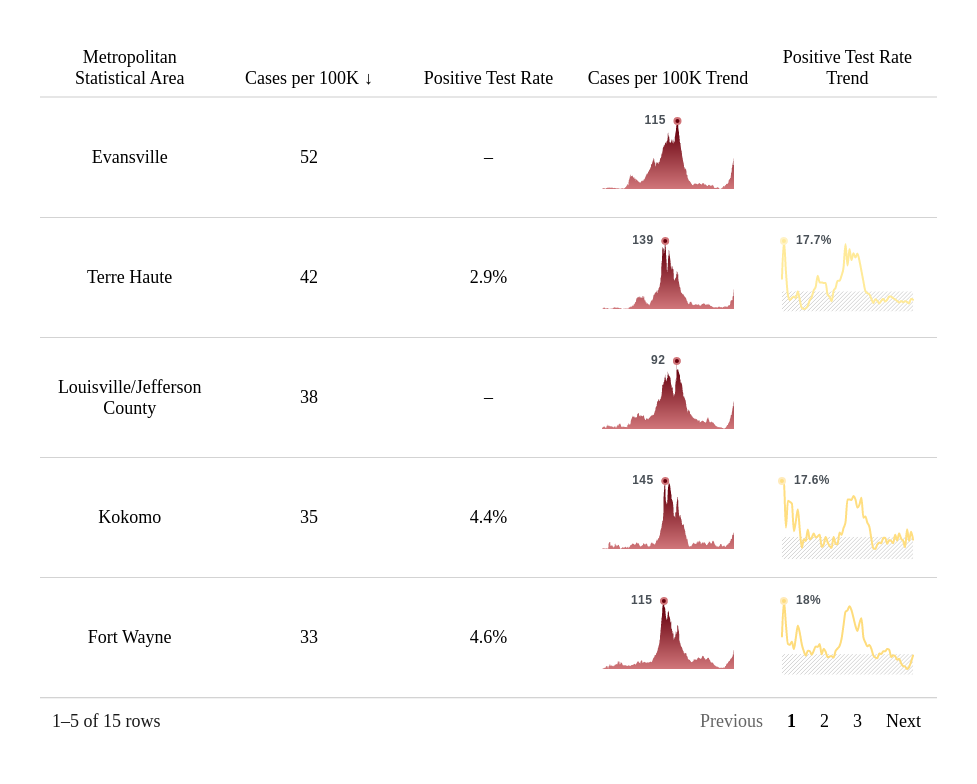 Metropolitan
Statistical Area
Cases per 100K ↓
Positive Test Rate
Cases per 100K Trend
Positive Test Rate
Trend
Evansville
52
–
115
Terre Haute
42
2.9%
139
17.7%
Louisville/Jefferson
County
38
–
92
Kokomo
35
4.4%
145
17.6%
Fort Wayne
33
4.6%
115
18%
1–5 of 15 rows
Previous 1 2 3 Next